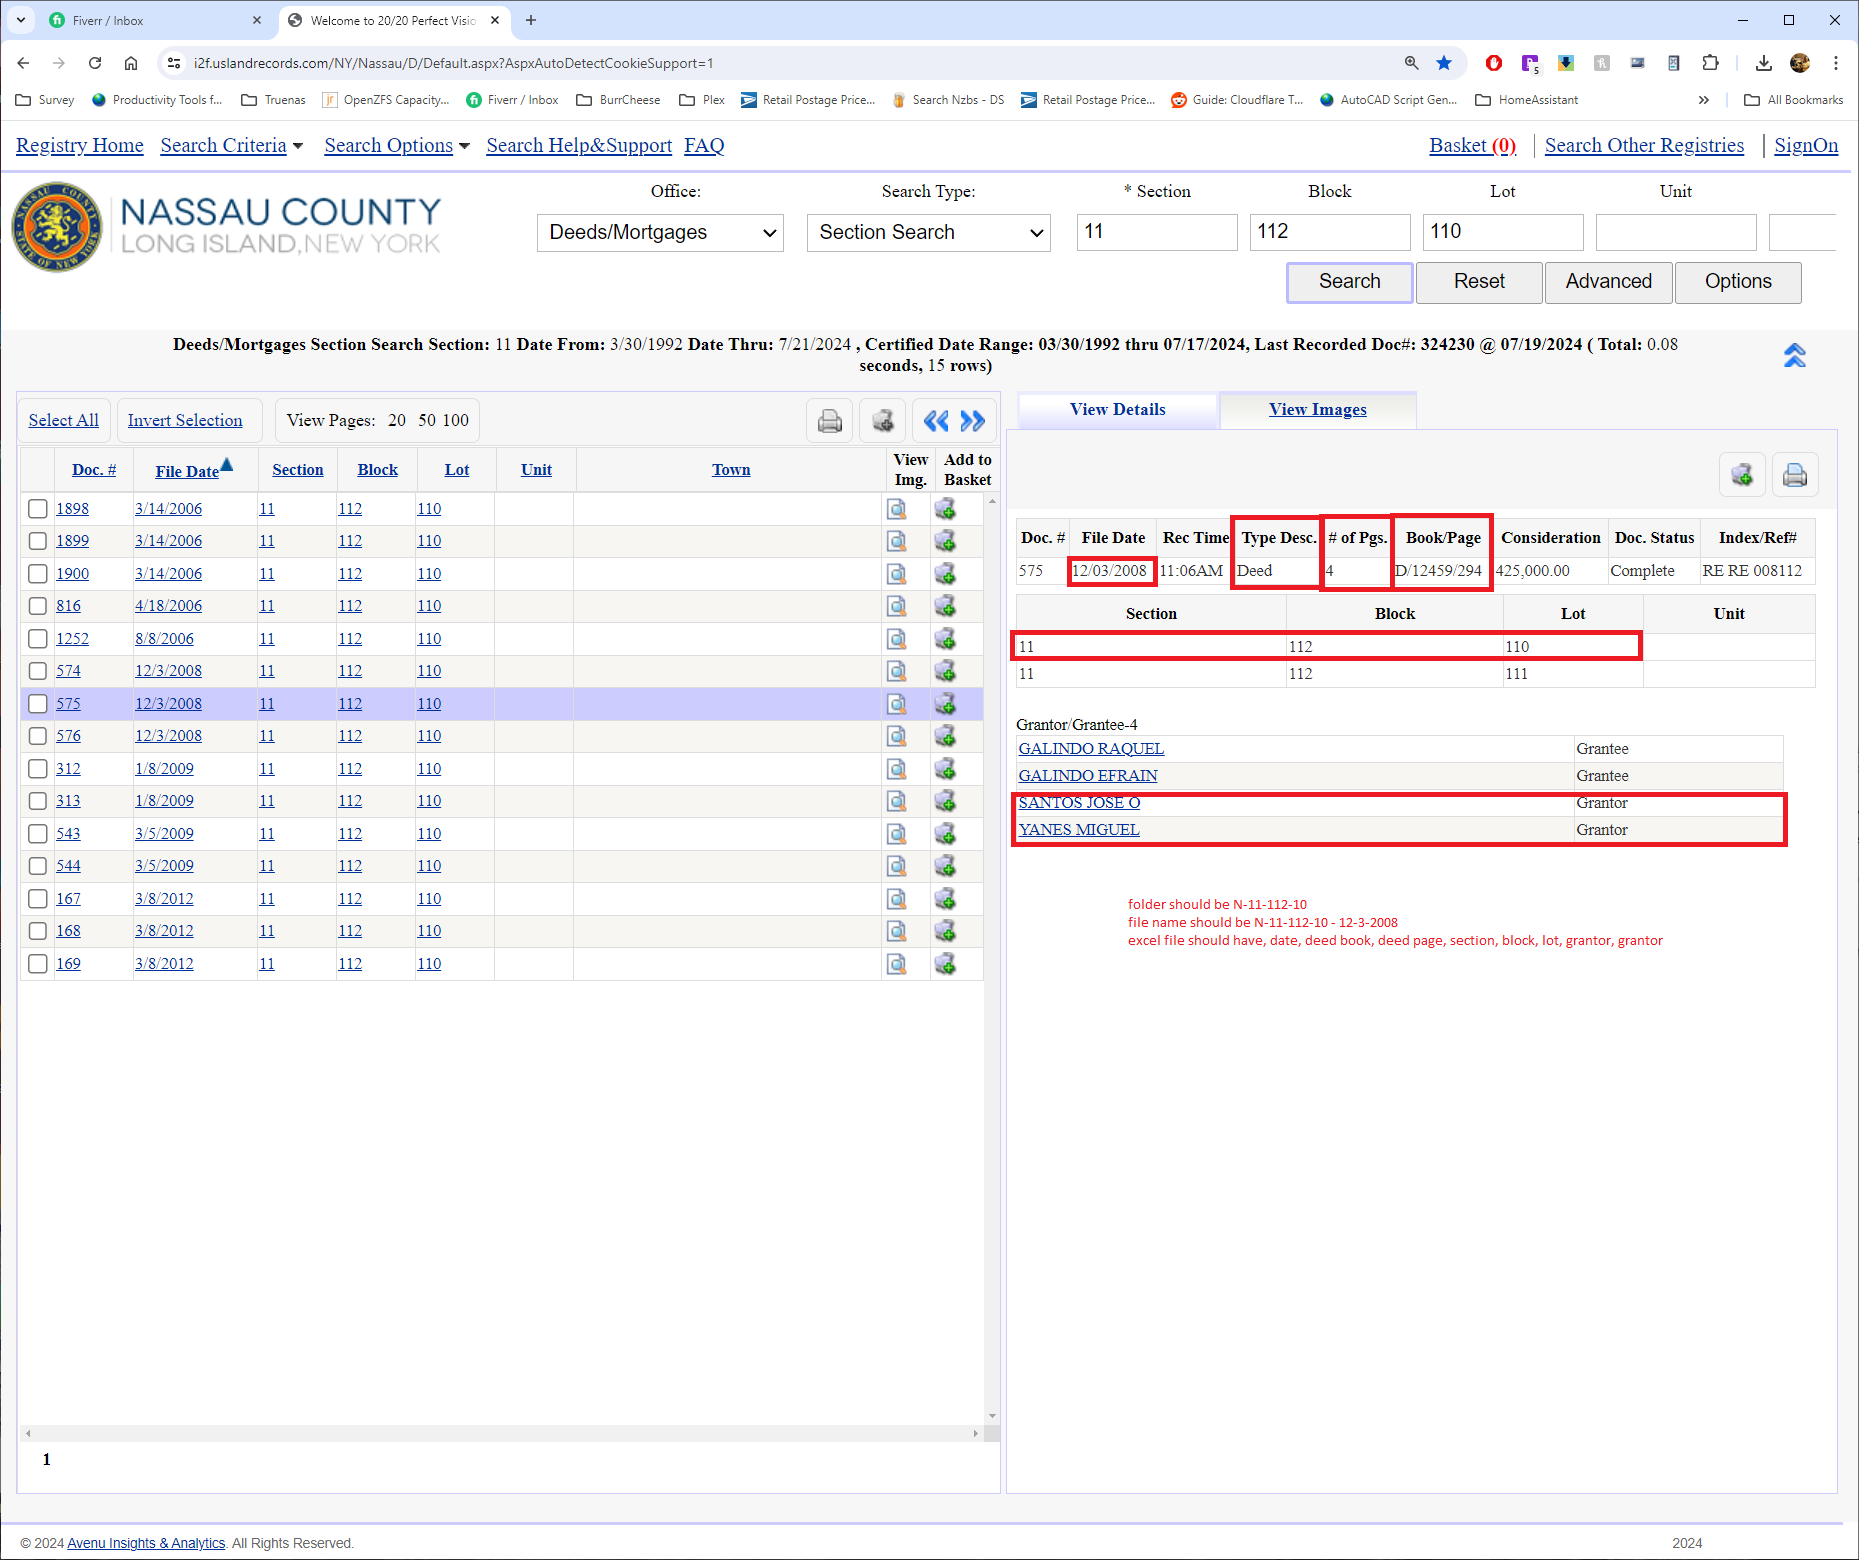 Fiverr / Inbox
Welcome to 20/20 Perfect Visio
i2f.uslandrecords.com/NY/Nassau/D/Default.aspx?AspxAutoDetectCookieSupport=1
5
Survey Productivity Tools f... Truenas OpenZFS Capacity... Fiverr / Inbox BurrCheese Plex Retail Postage Price... Search Nzbs - DS Retail Postage Price... Guide: Cloudflare T... AutoCAD Script Gen... HomeAssistant » All Bookmarks
Registry Home Search Criteria Search Options Search Help&Support FAQ Basket (0) Search Other Registries SignOn
NASSAU COUNTY
LONG ISLAND, NEW YORK
Office: Search Type: * Section Block Lot Unit
Deeds/Mortgages Section Search 11 112 110
Search Reset Advanced Options
Deeds/Mortgages Section Search Section: 11 Date From: 3/30/1992 Date Thru: 7/21/2024 , Certified Date Range: 03/30/1992 thru 07/17/2024, Last Recorded Doc#: 324230 @ 07/19/2024 ( Total: 0.08
seconds, 15 rows)
Select All Invert Selection View Pages: 20 50 100
Doc. # File Date Section Block Lot Unit Town View Img. Add to Basket
1898 3/14/2006 11 112 110
1899 3/14/2006 11 112 110
1900 3/14/2006 11 112 110
816 4/18/2006 11 112 110
1252 8/8/2006 11 112 110
574 12/3/2008 11 112 110
575 12/3/2008 11 112 110
576 12/3/2008 11 112 110
312 1/8/2009 11 112 110
313 1/8/2009 11 112 110
543 3/5/2009 11 112 110
544 3/5/2009 11 112 110
167 3/8/2012 11 112 110
168 3/8/2012 11 112 110
169 3/8/2012 11 112 110
1
View Details View Images
Doc. # File Date Rec Time Type Desc. # of Pgs. Book/Page Consideration Doc. Status Index/Ref#
575 12/03/2008 11:06AM Deed 4 D/12459/294 425,000.00 Complete RE RE 008112
Section Block Lot Unit
11 112 110
11 112 111
Grantor/Grantee-4
GALINDO RAQUEL Grantee
GALINDO EFRAIN Grantee
SANTOS JOSE O Grantor
YANES MIGUEL Grantor
folder should be N-11-112-10
file name should be N-11-112-10 - 12-3-2008
excel file should have, date, deed book, deed page, section, block, lot, grantor, grantor
© 2024 Avenu Insights & Analytics. All Rights Reserved. 2024